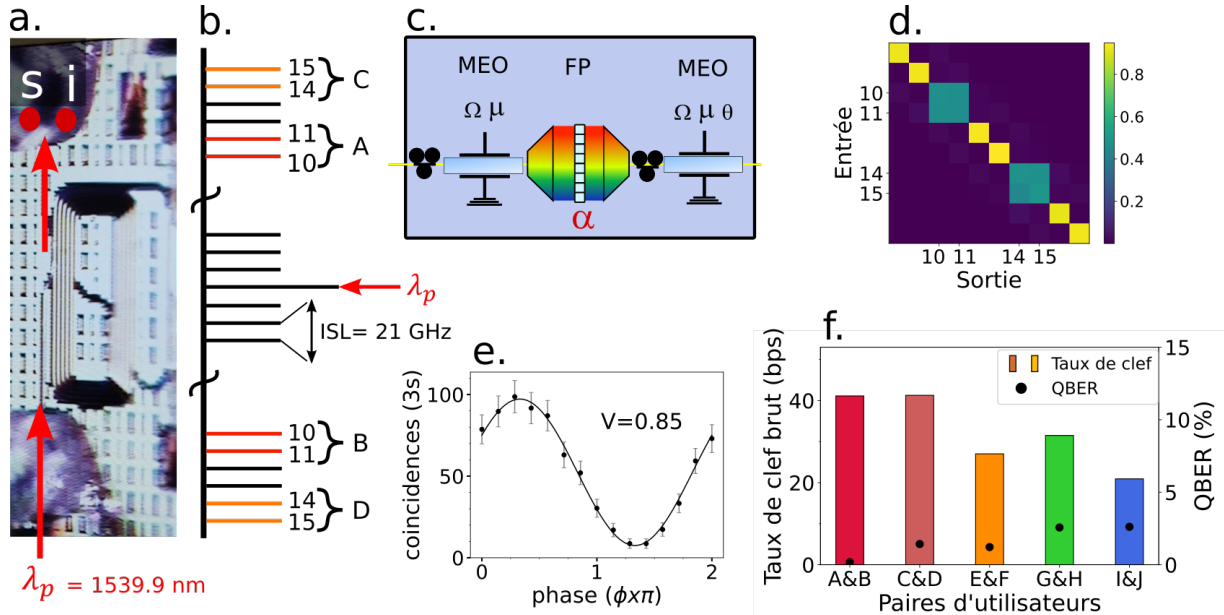 a.
s i
λp = 1539.9 nm
b.
15
14
C
11
10
A
λp
ISL= 21 GHz
10
11
B
14
15
D
c.
MEO FP MEO
Ω μ Ω μ θ
α
d.
Entrée
10
11
14
15
10 11 14 15
Sortie
0.8
0.6
0.4
0.2
e.
coincidences (3s)
100
50
0
V=0.85
0 1 2
phase (ϕxπ)
f.
Taux de clef brut (bps)
40
20
0
Taux de clef
QBER
15
10
5
0
QBER (%)
A&B C&D E&F G&H I&J
Paires d'utilisateurs